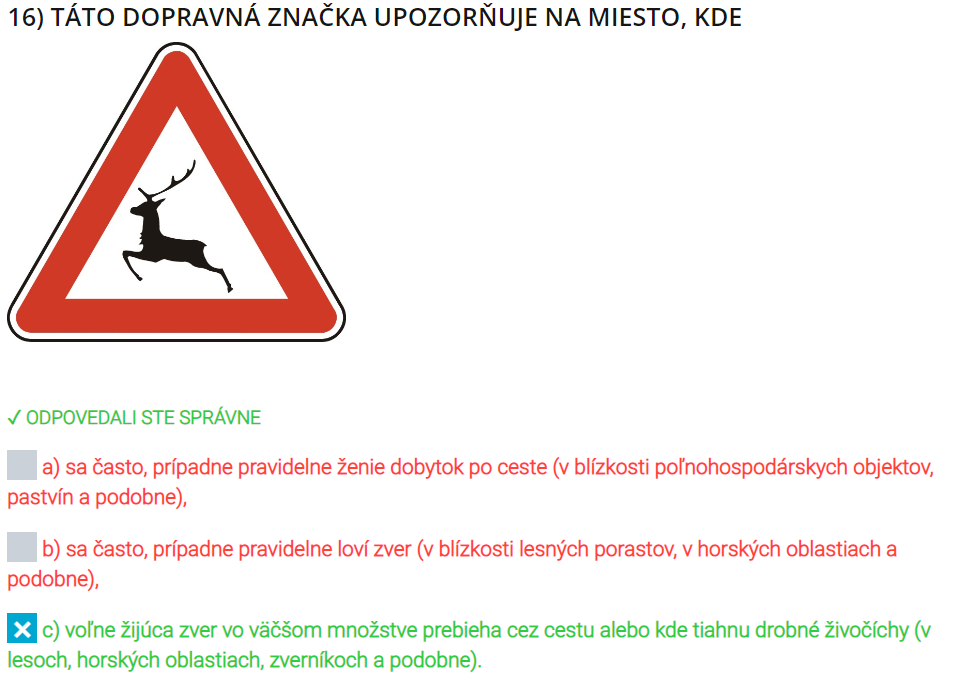 16) TÁTO DOPRAVNÁ ZNAČKA UPOZORŇUJE NA MIESTO, KDE
✓ ODPOVEDALI STE SPRÁVNE
a) sa často, prípadne pravidelne ženie dobytok po ceste (v blízkosti poľnohospodárskych objektov,
pastvín a podobne),
b) sa často, prípadne pravidelne loví zver (v blízkosti lesných porastov, v horských oblastiach a
podobne),
c) voľne žijúca zver vo väčšom množstve prebieha cez cestu alebo kde tiahnu drobné živočíchy (v
lesoch, horských oblastiach, zverníkoch a podobne).